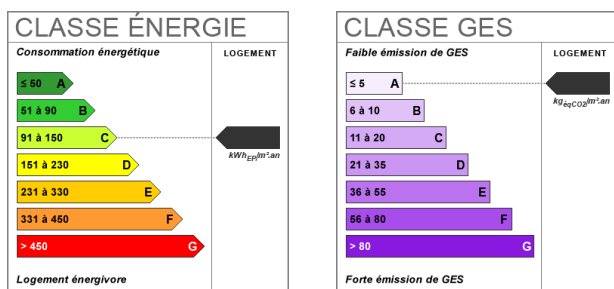 CLASSE ÉNERGIE
Consommation énergétique LOGEMENT
≤ 50 A
51 à 90 B
91 à 150 C
kWhEP/m².an
151 à 230 D
231 à 330 E
331 à 450 F
> 450 G
Logement énergivore
CLASSE GES
Faible émission de GES LOGEMENT
≤ 5 A
kgéqCO2/m².an
6 à 10 B
11 à 20 C
21 à 35 D
36 à 55 E
56 à 80 F
> 80 G
Forte émission de GES